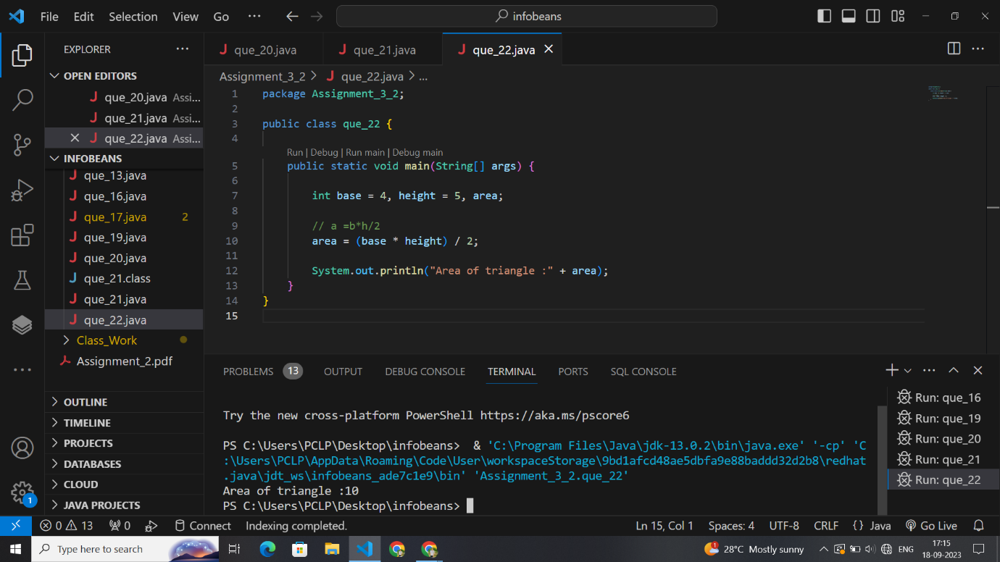 File Edit Selection View Go ··· infobeans
EXPLORER ···
que_20.java que_21.java que_22.java
OPEN EDITORS
que_20.java Assi...
que_21.java Assi...
que_22.java Assi...
INFOBEANS
que_13.java
que_16.java
que_17.java 2
que_19.java
que_20.java
que_21.class
que_21.java
que_22.java
Class_Work
Assignment_2.pdf
OUTLINE
TIMELINE
PROJECTS
DATABASES
CLOUD
JAVA PROJECTS
1
Assignment_3_2 > que_22.java > ...
1 package Assignment_3_2;
2
3 public class que_22 {
4
Run | Debug | Run main | Debug main
5 public static void main(String[] args) {
6
7 int base = 4, height = 5, area;
8
9 // a =b*h/2
10 area = (base * height) / 2;
11
12 System.out.println("Area of triangle :" + area);
13 }
14 }
15
PROBLEMS 13 OUTPUT DEBUG CONSOLE TERMINAL PORTS SQL CONSOLE
Try the new cross-platform PowerShell https://aka.ms/pscore6
PS C:\Users\PCLP\Desktop\infobeans> & 'C:\Program Files\Java\jdk-13.0.2\bin\java.exe' '-cp' 'C
:\Users\PCLP\AppData\Roaming\Code\User\workspaceStorage\9bd1afcd48ae5dbfa9e88baddd32d2b8\redhat
.java\jdt_ws\infobeans_ade7c1e9\bin' 'Assignment_3_2.que_22'
Area of triangle :10
PS C:\Users\PCLP\Desktop\infobeans>
Run: que_16
Run: que_19
Run: que_20
Run: que_21
Run: que_22
0 13 0 Connect Indexing completed. Ln 15, Col 1 Spaces: 4 UTF-8 CRLF {} Java Go Live
Type here to search 1 28°C Mostly sunny ENG 17:15
18-09-2023